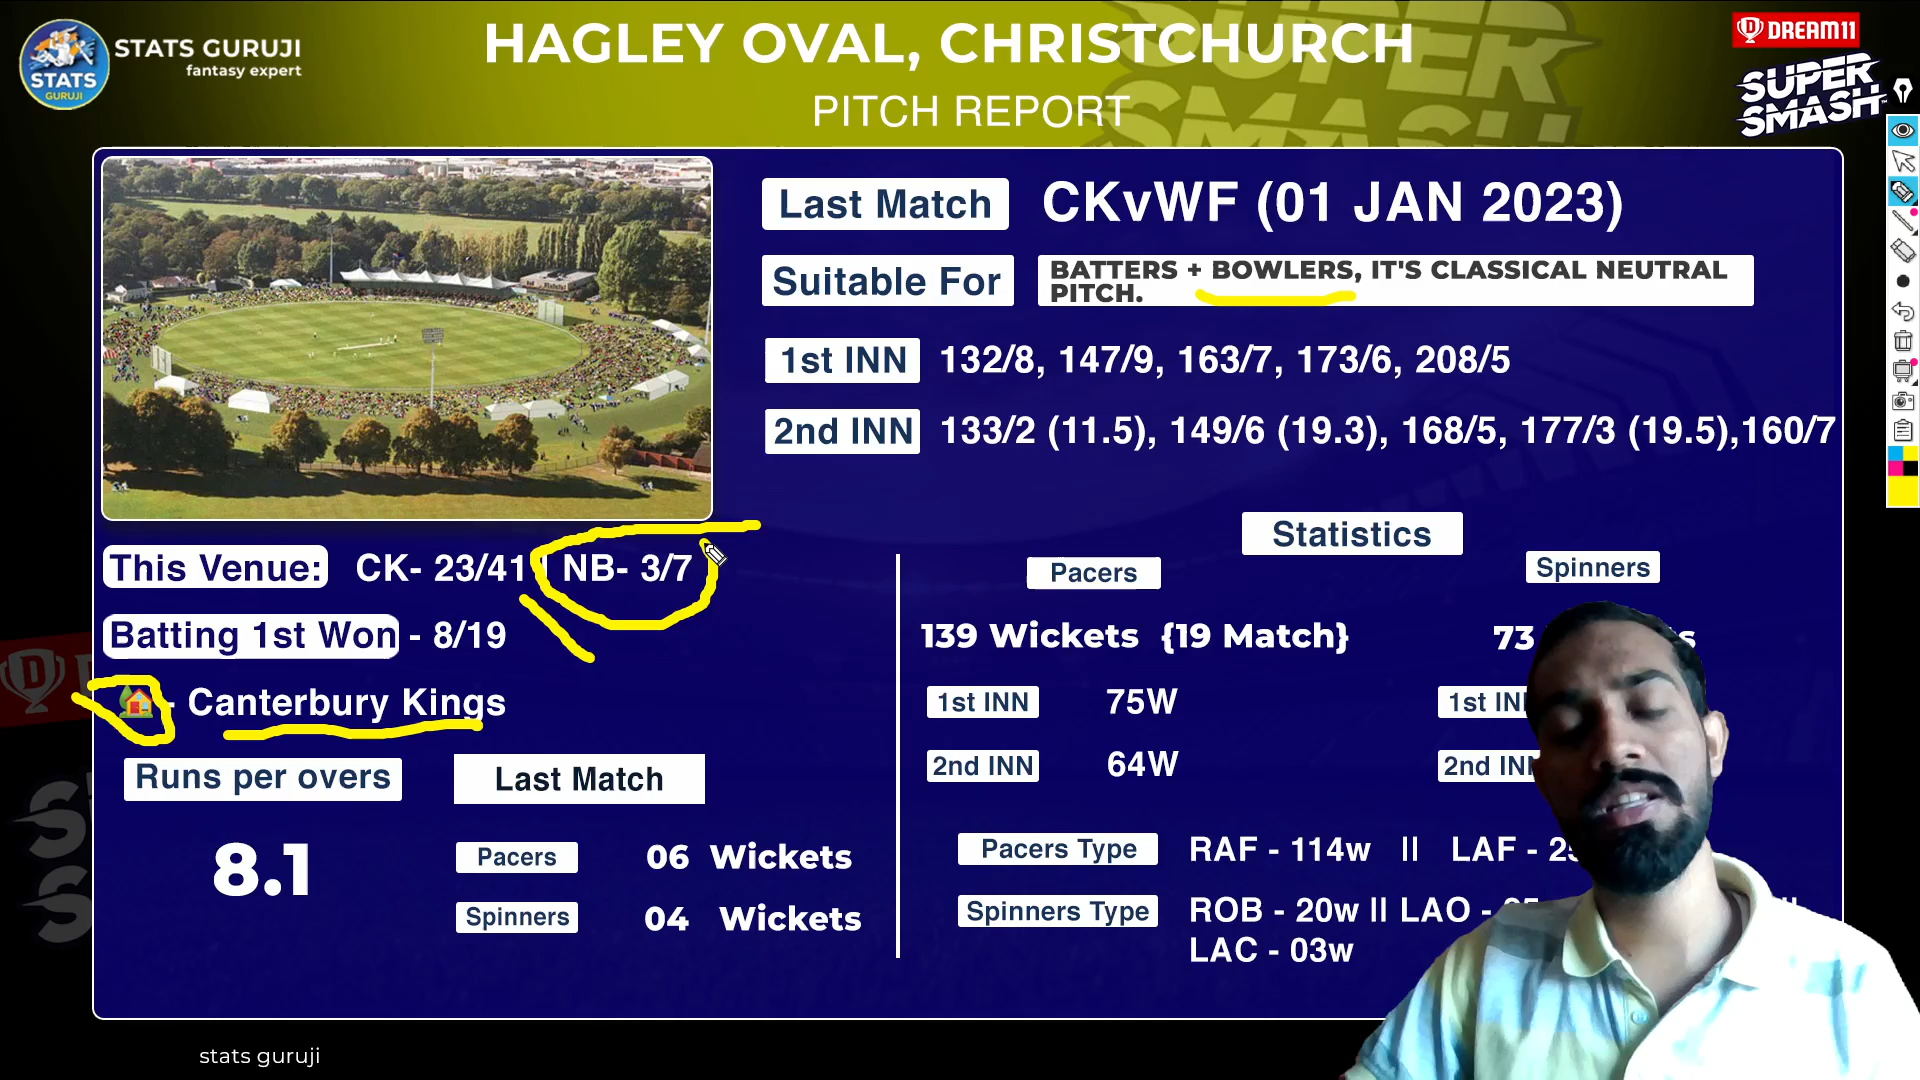 STATS GURUJI
fantasy expert
STATS
GURUJI
HAGLEY OVAL, CHRISTCHURCH
PITCH REPORT
DREAM11
SUPER
SMASH
SUPER
SMASH
Last Match CKvWF (01 JAN 2023)
Suitable For BATTERS + BOWLERS, IT'S CLASSICAL NEUTRAL
PITCH.
1st INN 132/8, 147/9, 163/7, 173/6, 208/5
2nd INN 133/2 (11.5), 149/6 (19.3), 168/5, 177/3 (19.5),160/7
This Venue: CK- 23/41 NB- 3/7
Batting 1st Won - 8/19
- Canterbury Kings
Runs per overs
8.1
Last Match
Pacers 06 Wickets
Spinners 04 Wickets
Statistics
Pacers
139 Wickets {19 Match}
1st INN 75W
2nd INN 64W
Spinners
73
1st
2nd
Pacers Type RAF - 114w || LAF -
Spinners Type ROB - 20w || LAO -
LAC - 03w
stats guruji